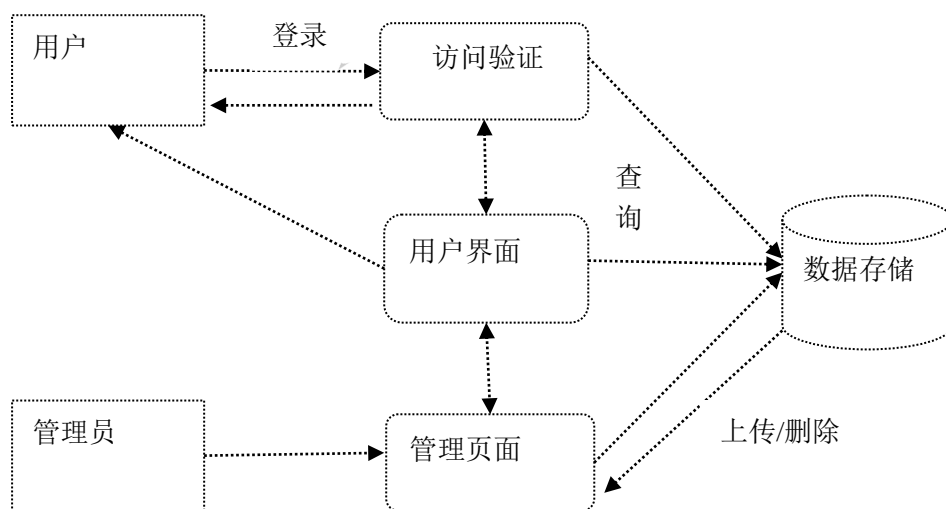 用户
登录
访问验证
查
询
用户界面
数据存储
管理员
管理页面
上传/删除